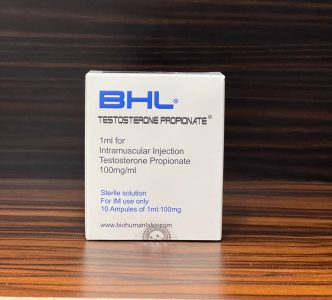 BHL®
TESTOSTERONE PROPIONATE®
1ml for
Intramuscular Injection
Testosterone Propionate
100mg/ml
Sterile solution
For IM use only
10 Ampules of 1ml:100mg